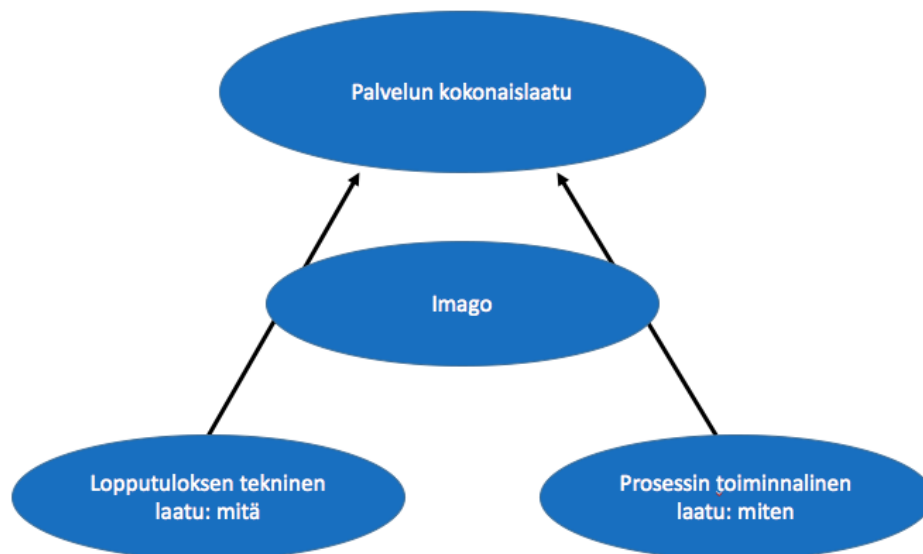 Palvelun kokonaislaatu
Imago
Lopputuloksen tekninen
laatu: mitä
Prosessin toiminnalinen
laatu: miten